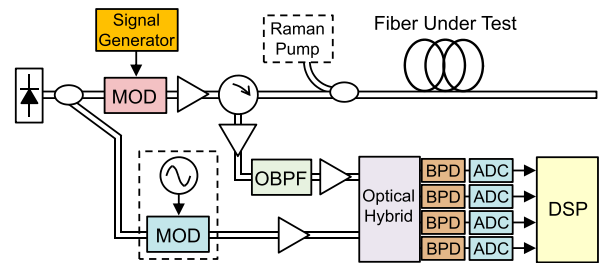 Signal
Generator
Raman
Pump
Fiber Under Test
MOD
OBPF
Optical
Hybrid
BPD
ADC
BPD
ADC
BPD
ADC
BPD
ADC
DSP
MOD